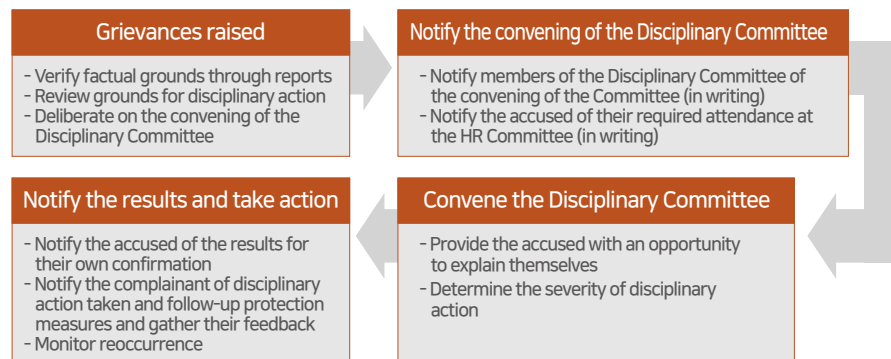 Grievances raised
- Verify factual grounds through reports
- Review grounds for disciplinary action
- Deliberate on the convening of the
Disciplinary Committee
Notify the convening of the Disciplinary Committee
- Notify members of the Disciplinary Committee of
the convening of the Committee (in writing)
- Notify the accused of their required attendance at
the HR Committee (in writing)
Convene the Disciplinary Committee
- Provide the accused with an opportunity
to explain themselves
- Determine the severity of disciplinary
action
Notify the results and take action
- Notify the accused of the results for
their own confirmation
- Notify the complainant of disciplinary
action taken and follow-up protection
measures and gather their feedback
- Monitor reoccurrence